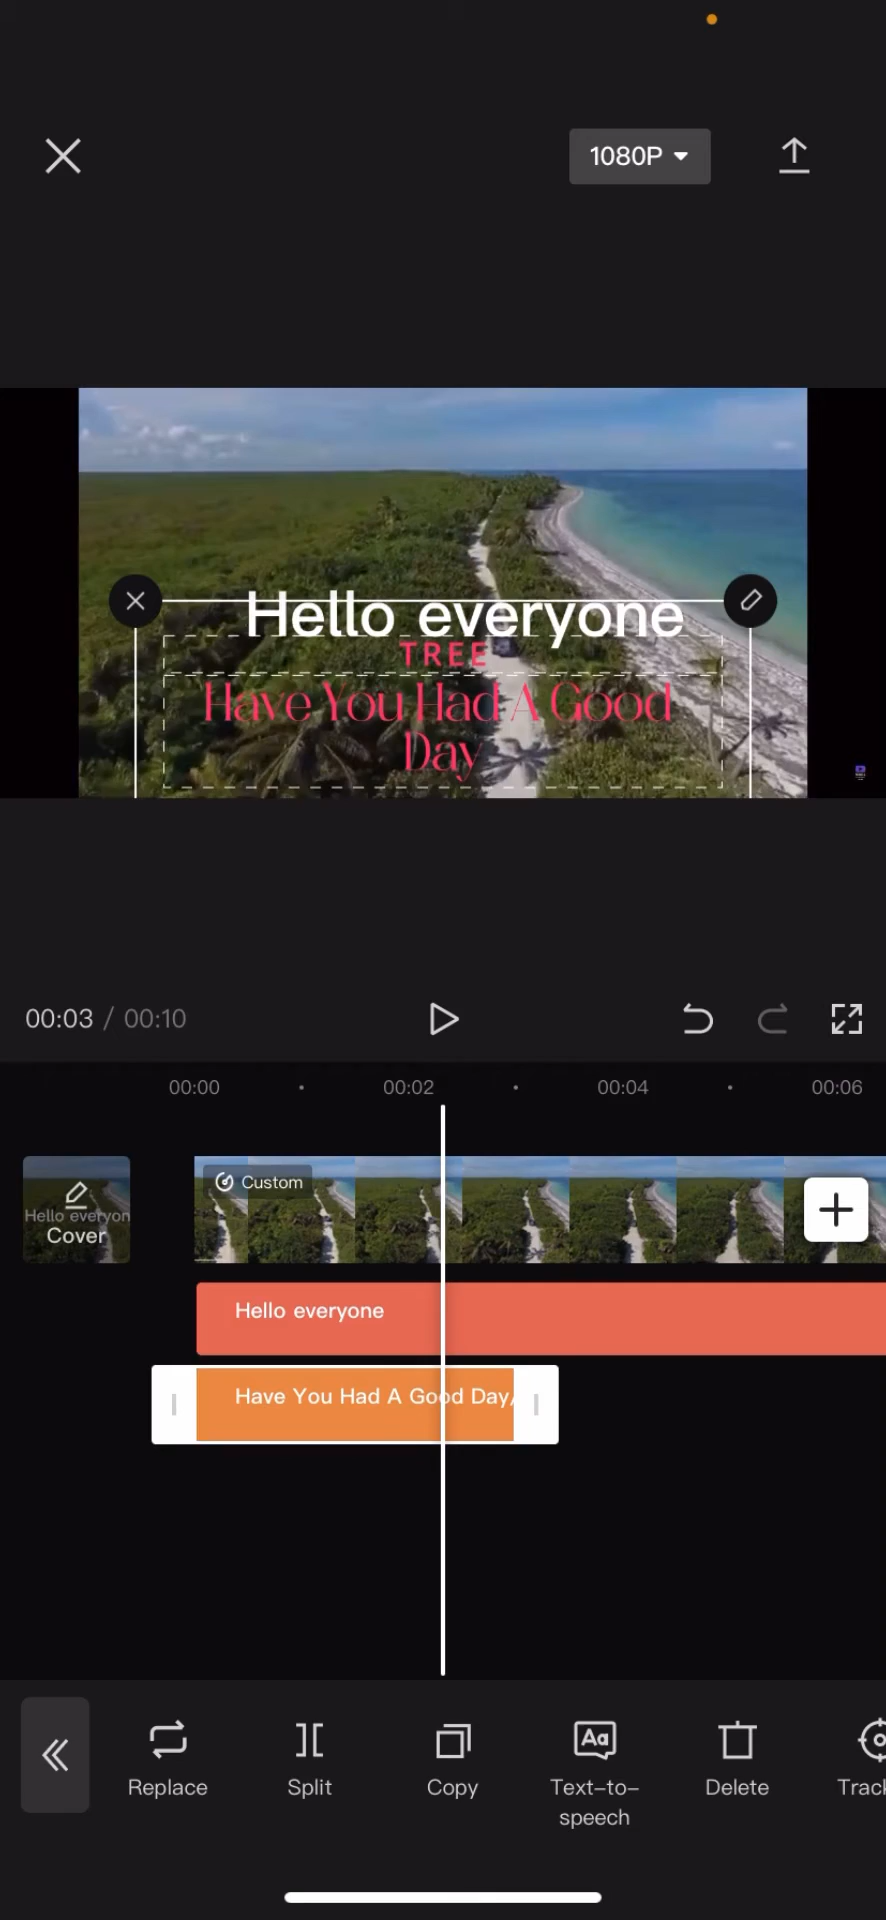 1080P
Hello everyone
TREE
Have You Had A Good
Day
00:03 / 00:10
00:00
00:02
00:04
00:06
Custom
Hello everyon
Cover
Hello everyone
Have You Had A Good Day/
Replace
Split
Copy
Aa
Text-to-
speech
Delete
Track